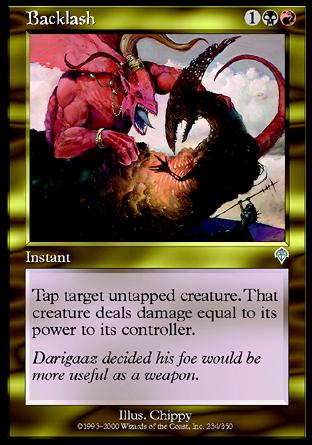 Backlash 1
Instant
Tap target untapped creature. That
creature deals damage equal to its
power to its controller.
Darigaaz decided his foe would be
more useful as a weapon.
Illus. Chippy
©1993-2000 Wizards of the Coast, Inc. 234/350